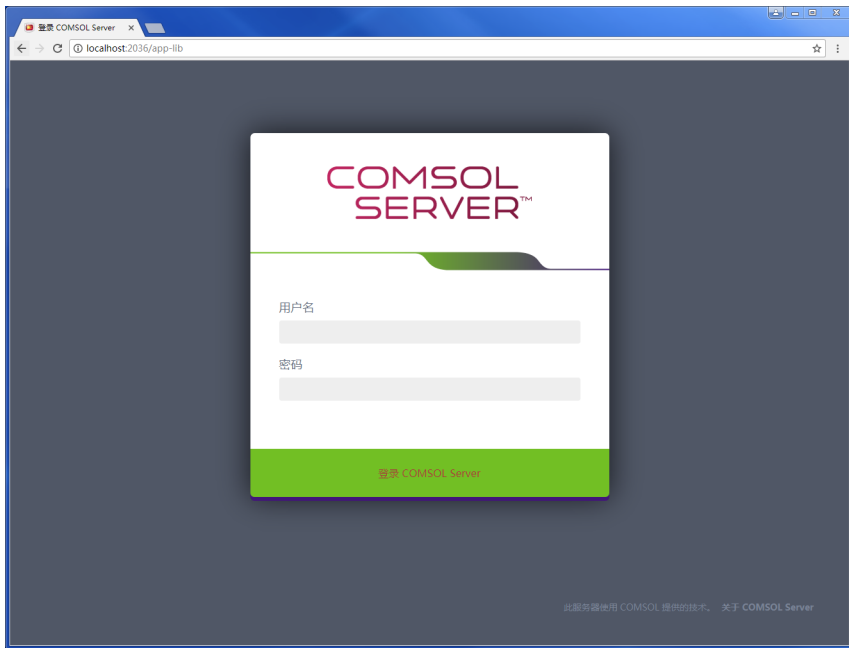 登录 COMSOL Server
localhost:2036/app-lib
COMSOL
SERVER™
用户名
密码
登录 COMSOL Server
此服务器使用 COMSOL 提供的技术。 关于 COMSOL Server